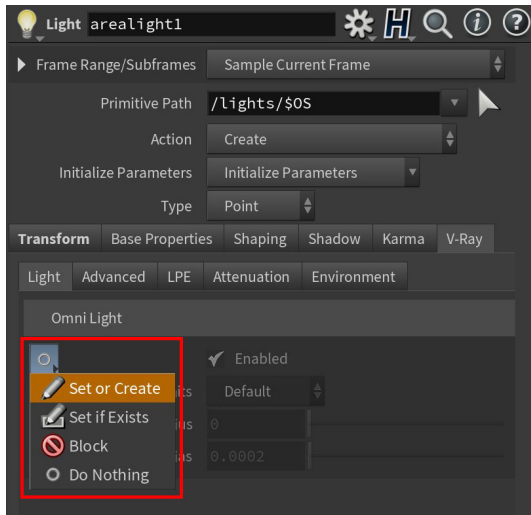 Light arealight1
Frame Range/Subframes Sample Current Frame
Primitive Path /lights/$OS
Action Create
Initialize Parameters Initialize Parameters
Type Point
Transform Base Properties Shaping Shadow Karma V-Ray
Light Advanced LPE Attenuation Environment
Omni Light
Enabled
Set or Create
Default
Set if Exists
0
Block
0.0002
Do Nothing